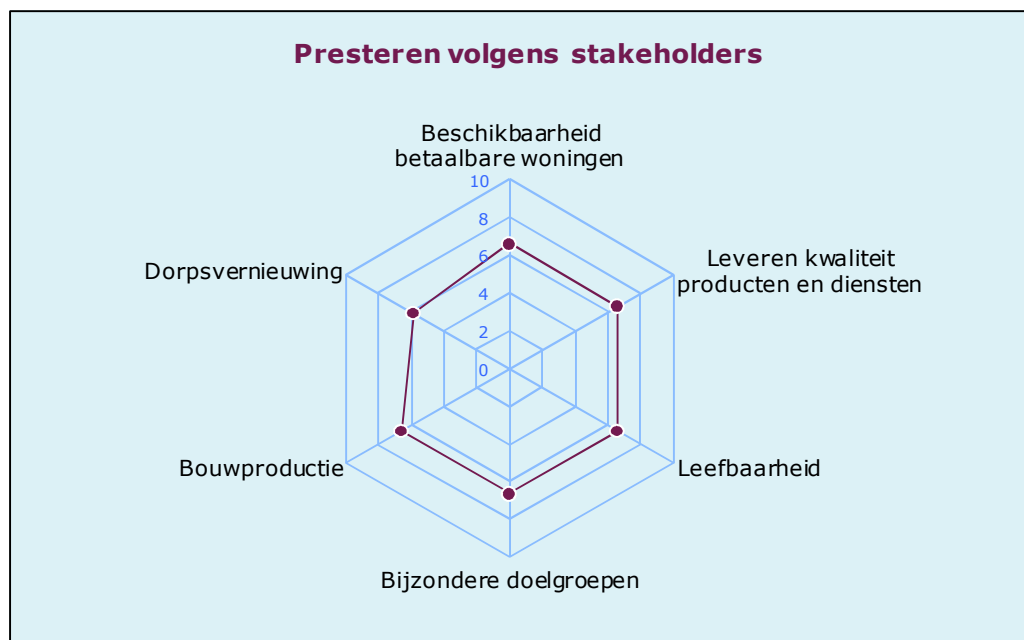 Presteren volgens stakeholders
Beschikbaarheid
betaalbare woningen
10
8
6
4
2
0
Leveren kwaliteit
producten en diensten
Dorpsvernieuwing
Bouwproductie
Leefbaarheid
Bijzondere doelgroepen